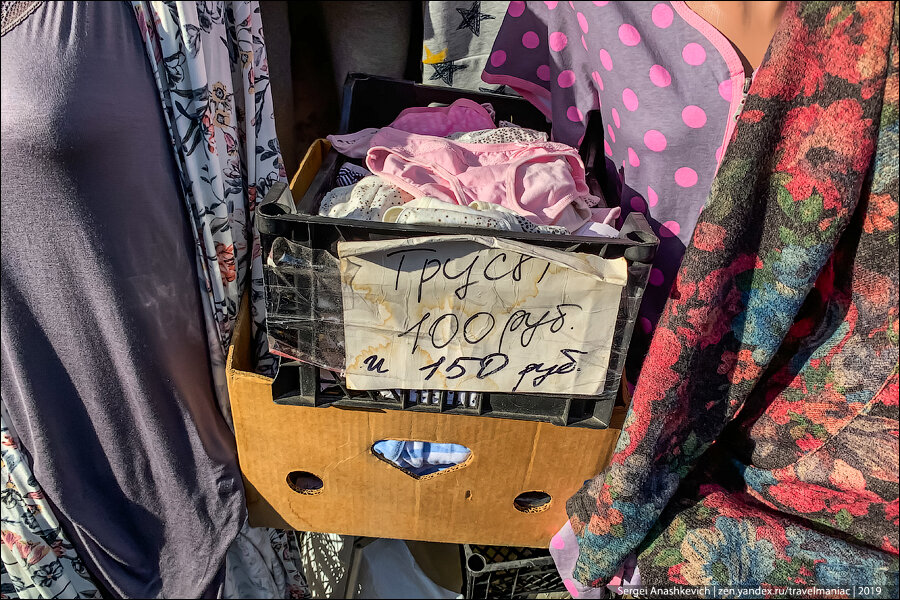 Трусы
100 руб.
и 150 руб.
Sergei Anashkevich | zen.yandex.ru/travelmaniac | 2019